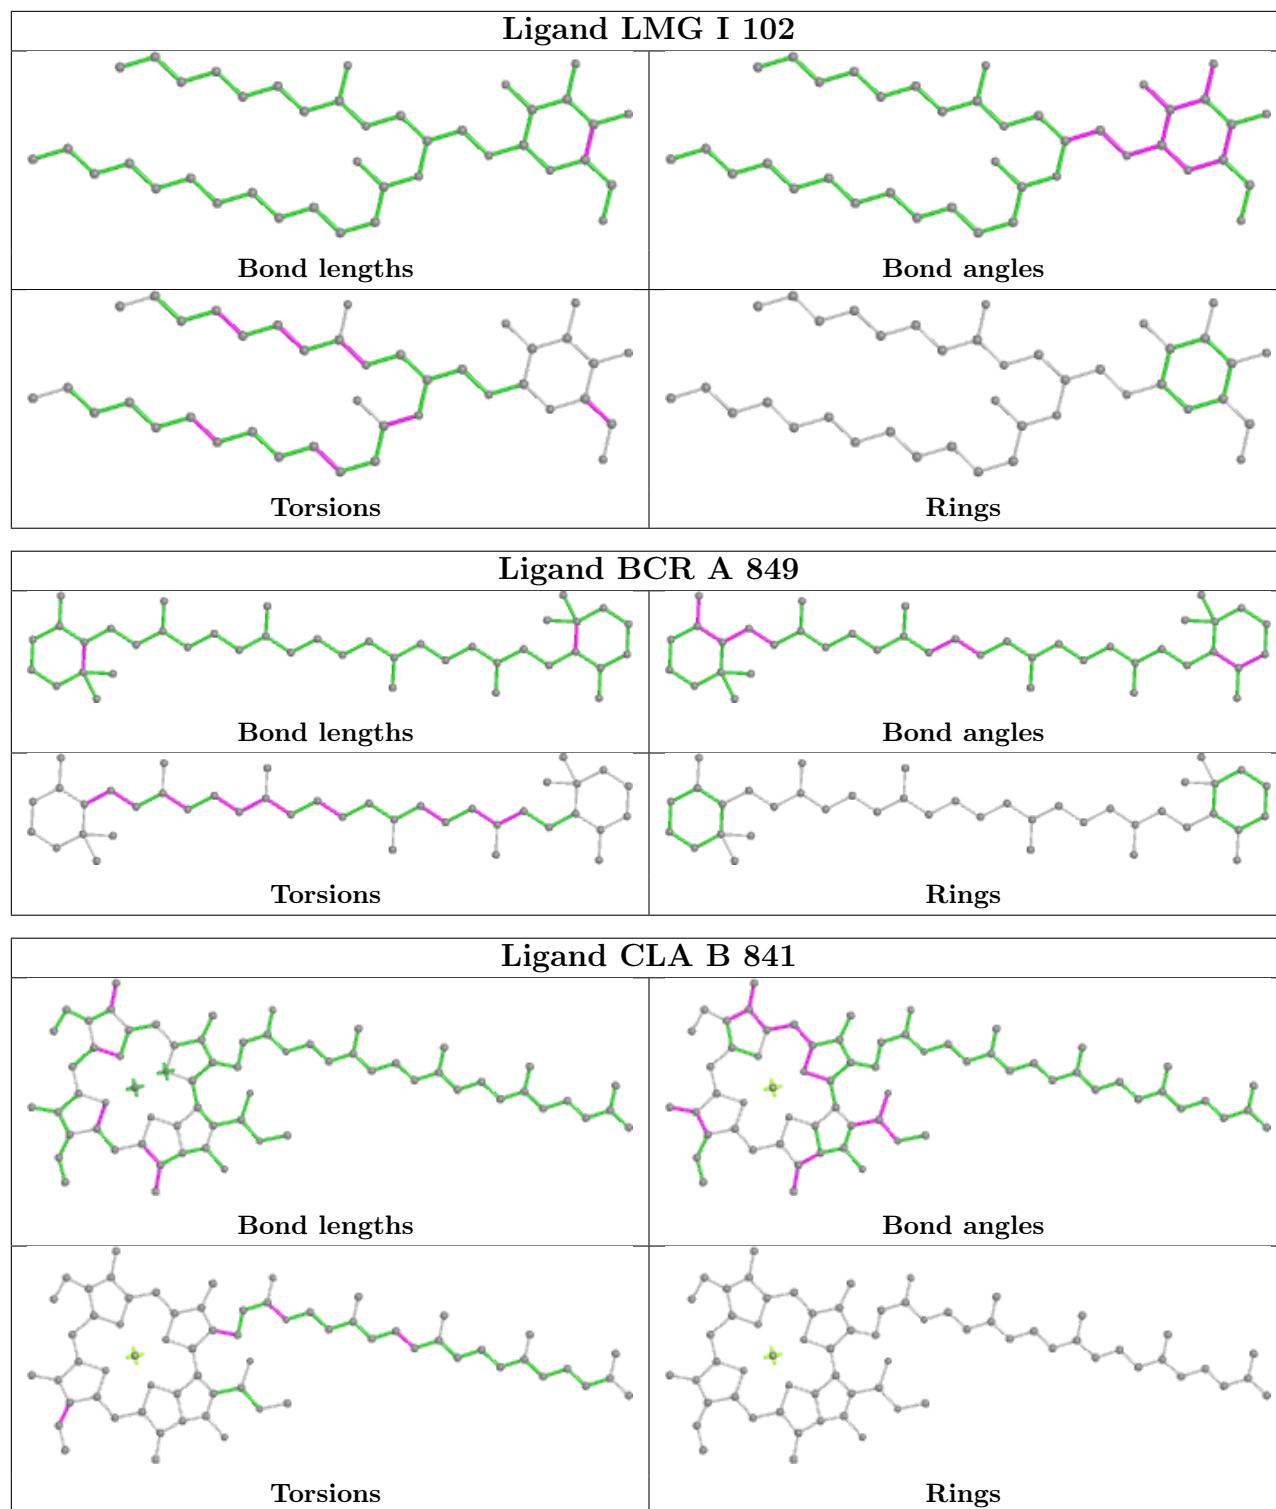 Ligand LMG I 102
Bond lengths
Bond angles
Torsions
Rings
Ligand BCR A 849
Bond lengths
Bond angles
Torsions
Rings
Ligand CLA B 841
Bond lengths
Bond angles
Torsions
Rings